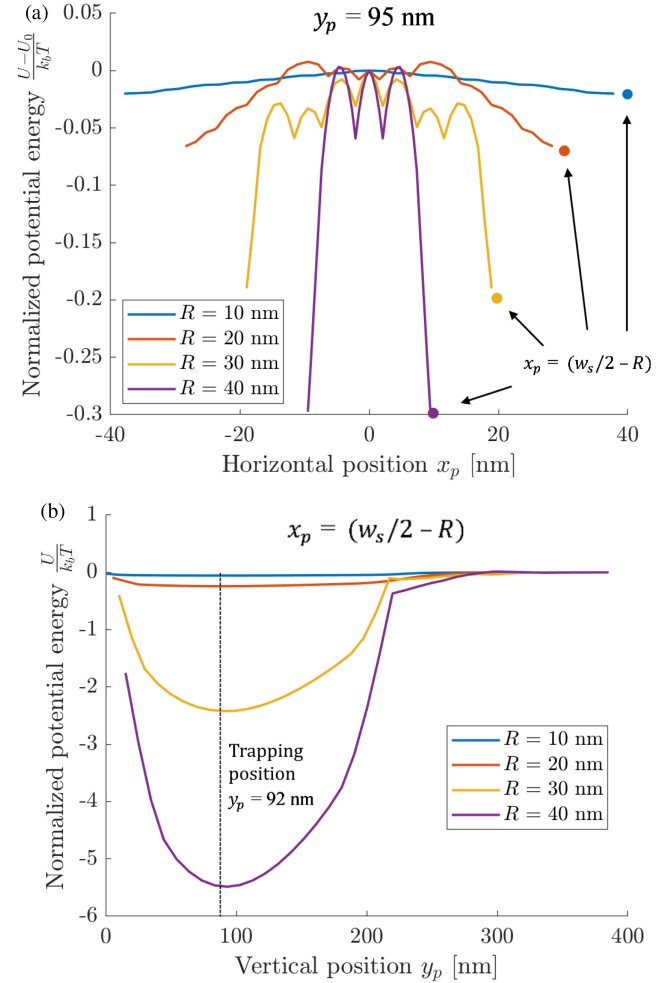 (a)
y_p = 95 nm
Normalized potential energy (U−U_0)/(k_bT)
0.05
0
-0.05
-0.1
-0.15
-0.2
-0.25
-0.3
R = 10 nm
R = 20 nm
R = 30 nm
R = 40 nm
x_p = (w_s/2 − R)
-40
-20
0
20
40
Horizontal position x_p [nm]
(b)
x_p = (w_s/2 – R)
Normalized potential energy U/(k_bT)
1
0
-1
-2
-3
-4
-5
-6
Trapping
position
y_p = 92 nm
R = 10 nm
R = 20 nm
R = 30 nm
R = 40 nm
0
100
200
300
400
Vertical position y_p [nm]